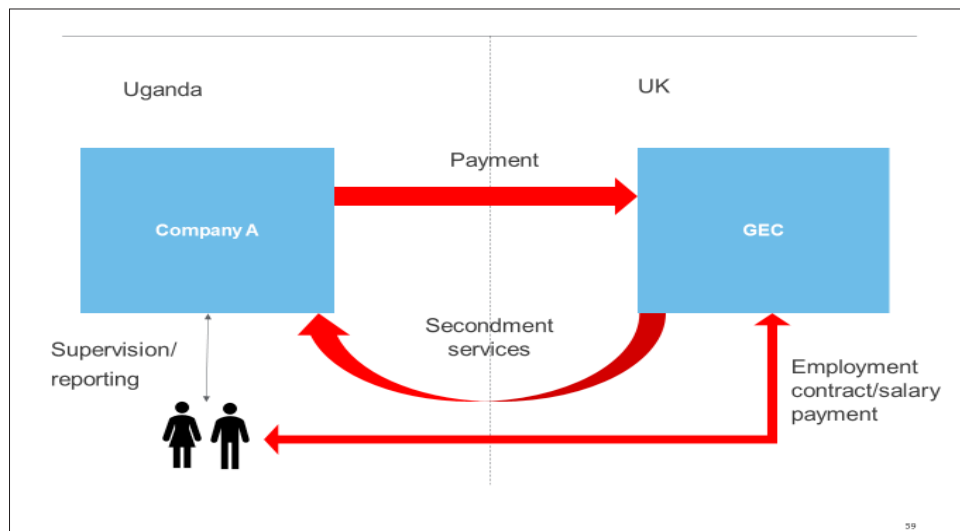 Uganda
UK
Payment
Company A
GEC
Secondment
services
Supervision/
reporting
Employment
contract/salary
payment
59